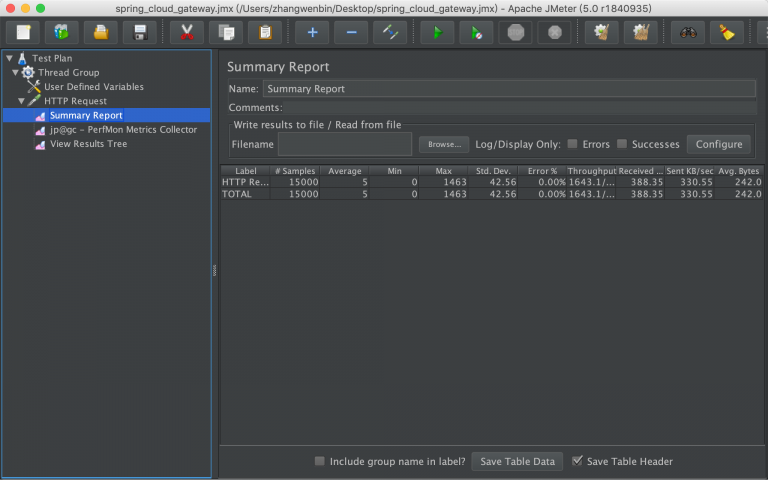 spring_cloud_gateway.jmx (/Users/zhangwenbin/Desktop/spring_cloud_gateway.jmx) - Apache JMeter (5.0 r1840935)
Test Plan
Thread Group
User Defined Variables
HTTP Request
Summary Report
jp@gc - PerfMon Metrics Collector
View Results Tree
Summary Report
Name: Summary Report
Comments:
Write results to file / Read from file
Filename Browse... Log/Display Only: Errors Successes Configure
Label # Samples Average Min Max Std. Dev. Error % Throughput Received ... Sent KB/sec Avg. Bytes
HTTP Re... 15000 5 0 1463 42.56 0.00% 1643.1/... 388.35 330.55 242.0
TOTAL 15000 5 0 1463 42.56 0.00% 1643.1/... 388.35 330.55 242.0
Include group name in label? Save Table Data Save Table Header